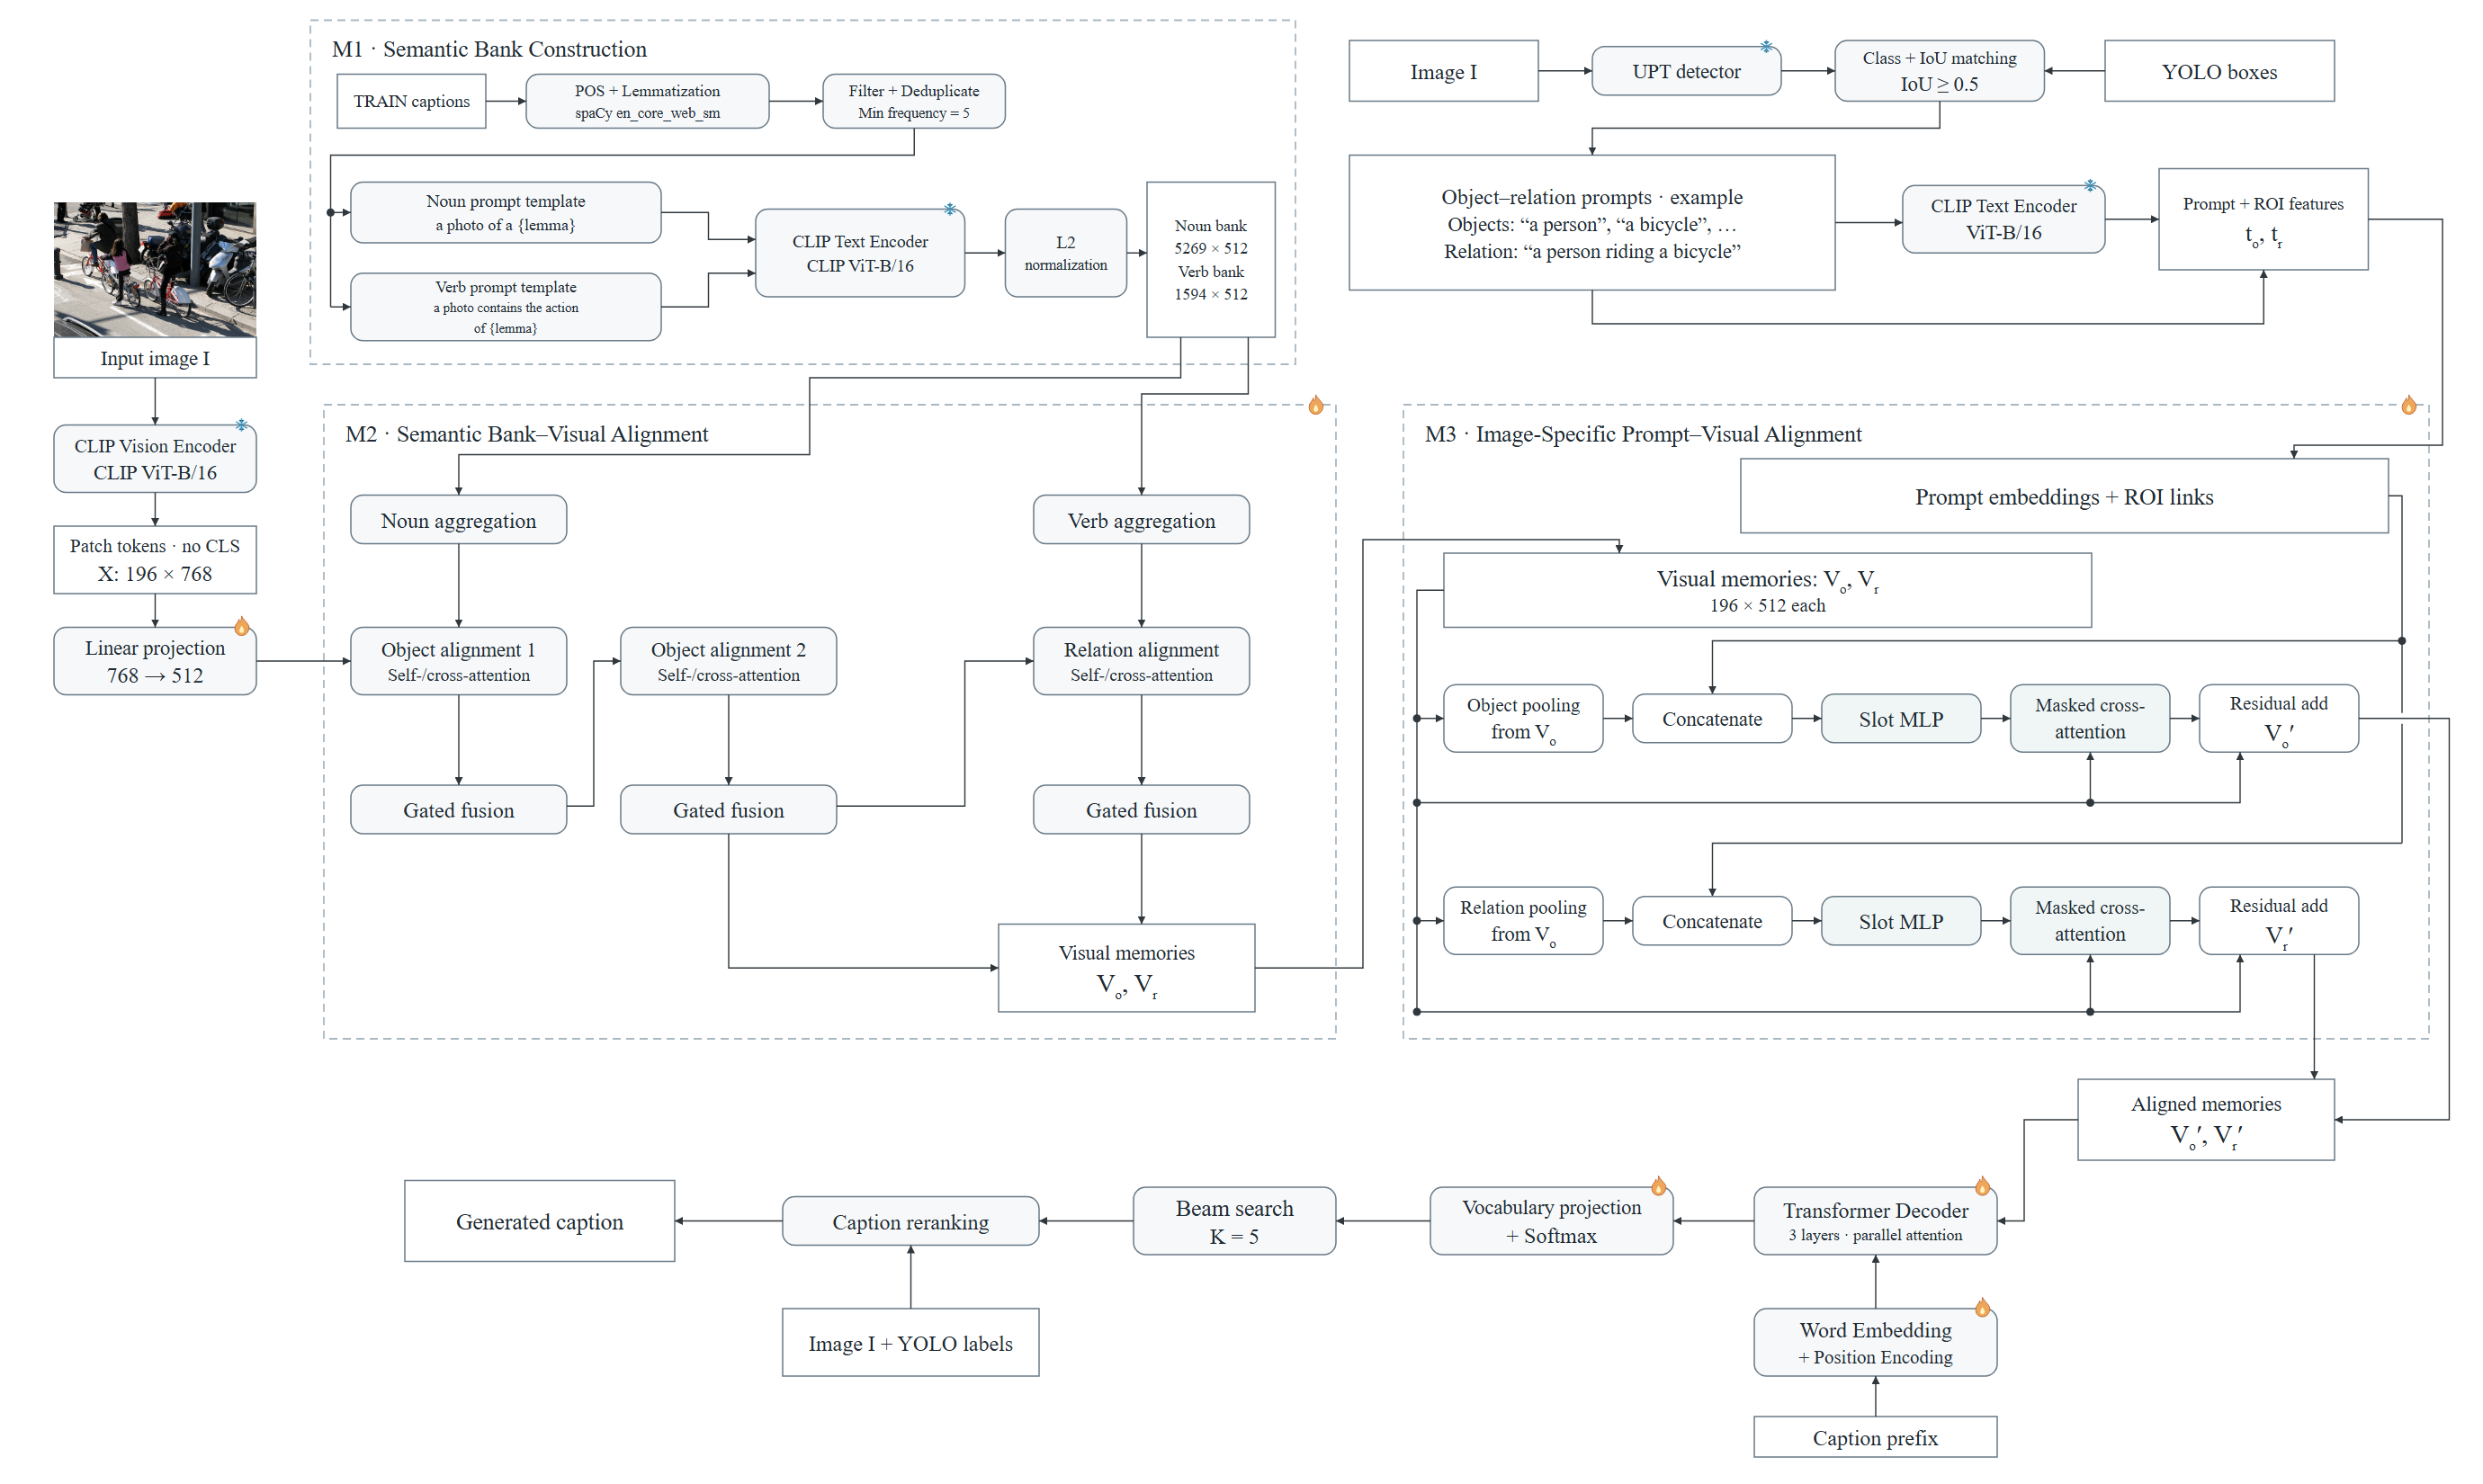 M1 · Semantic Bank Construction
TRAIN captions
POS + Lemmatization
spaCy en_core_web_sm
Filter + Deduplicate
Min frequency = 5
Noun prompt template
a photo of a {lemma}
Verb prompt template
a photo contains the action
of {lemma}
CLIP Text Encoder
CLIP ViT-B/16
L2
normalization
Noun bank
5269 × 512
Verb bank
1594 × 512
Image I
UPT detector
Class + IoU matching
IoU ≥ 0.5
YOLO boxes
Object–relation prompts · example
Objects: “a person”, “a bicycle”, …
Relation: “a person riding a bicycle”
CLIP Text Encoder
ViT-B/16
Prompt + ROI features
t_o, t_r
Input image I
CLIP Vision Encoder
CLIP ViT-B/16
Patch tokens · no CLS
X: 196 × 768
Linear projection
768 → 512
M2 · Semantic Bank–Visual Alignment
Noun aggregation
Verb aggregation
Object alignment 1
Self-/cross-attention
Object alignment 2
Self-/cross-attention
Relation alignment
Self-/cross-attention
Gated fusion
Gated fusion
Gated fusion
Visual memories
V_o, V_r
M3 · Image-Specific Prompt–Visual Alignment
Prompt embeddings + ROI links
Visual memories: V_o, V_r
196 × 512 each
Object pooling
from V_o
Concatenate
Slot MLP
Masked cross-
attention
Residual add
V_o′
Relation pooling
from V_o
Concatenate
Slot MLP
Masked cross-
attention
Residual add
V_r′
Aligned memories
V_o′, V_r′
Generated caption
Caption reranking
Beam search
K = 5
Vocabulary projection
+ Softmax
Transformer Decoder
3 layers · parallel attention
Image I + YOLO labels
Word Embedding
+ Position Encoding
Caption prefix